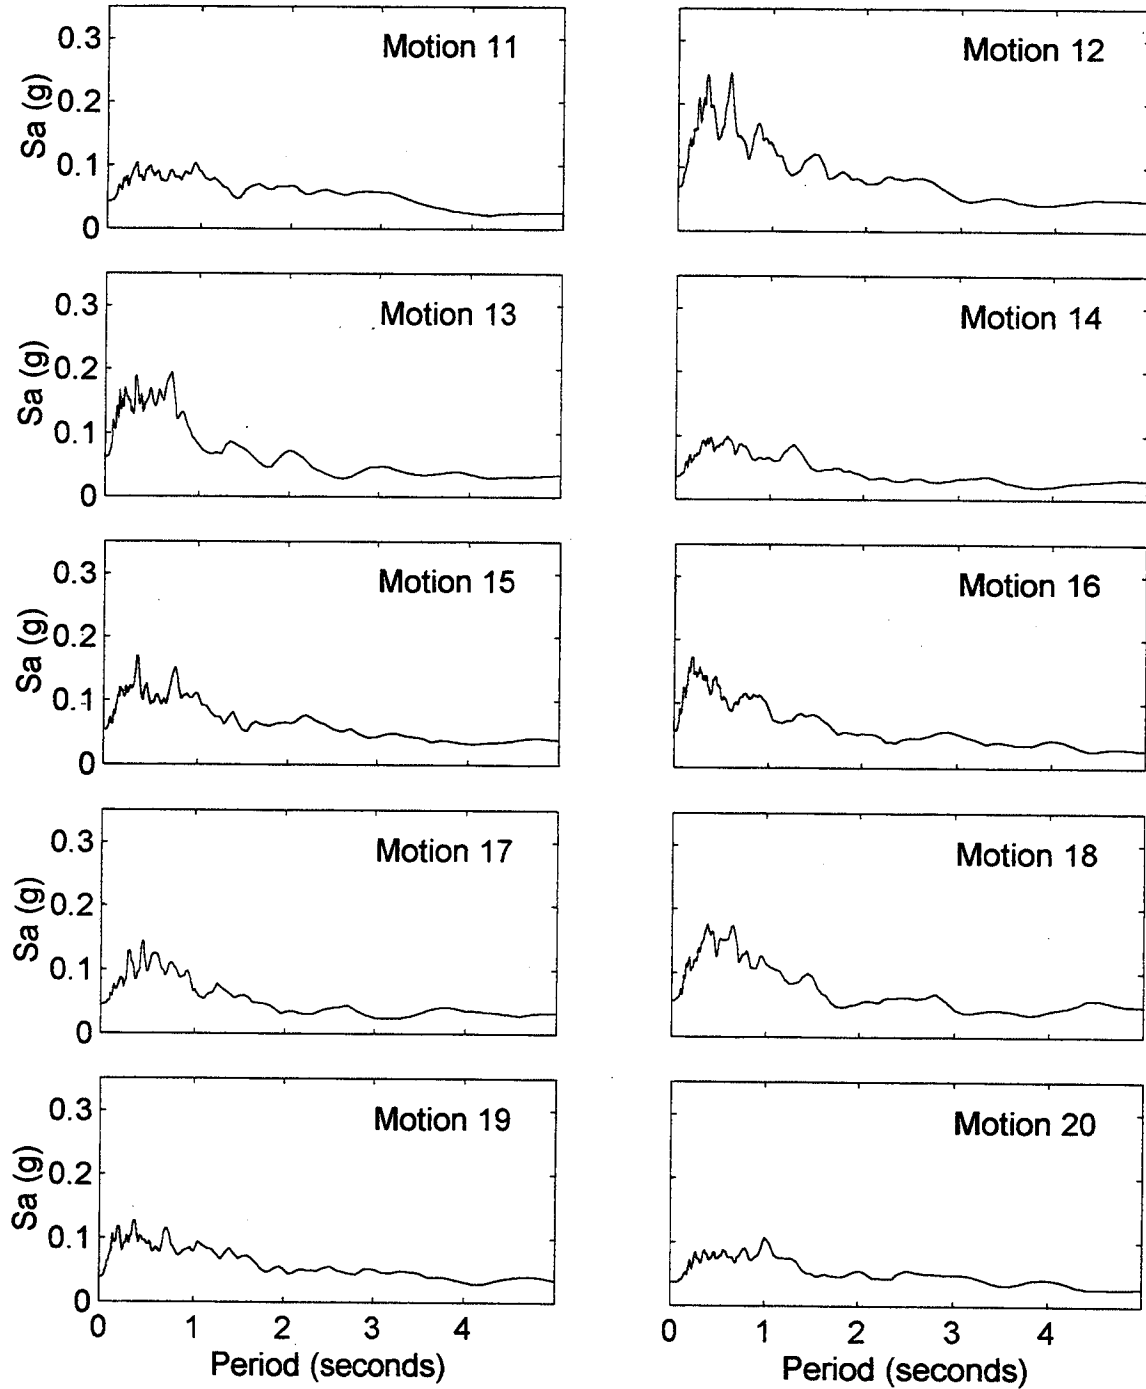 Motion 11
Sa (g)
0.3
0.2
0.1
0
Motion 12
Motion 13
Sa (g)
0.3
0.2
0.1
0
Motion 14
Motion 15
Sa (g)
0.3
0.2
0.1
0
Motion 16
Motion 17
Sa (g)
0.3
0.2
0.1
0
Motion 18
Motion 19
Sa (g)
0.3
0.2
0.1
0
0 1 2 3 4
Period (seconds)
Motion 20
0 1 2 3 4 5
Period (seconds)